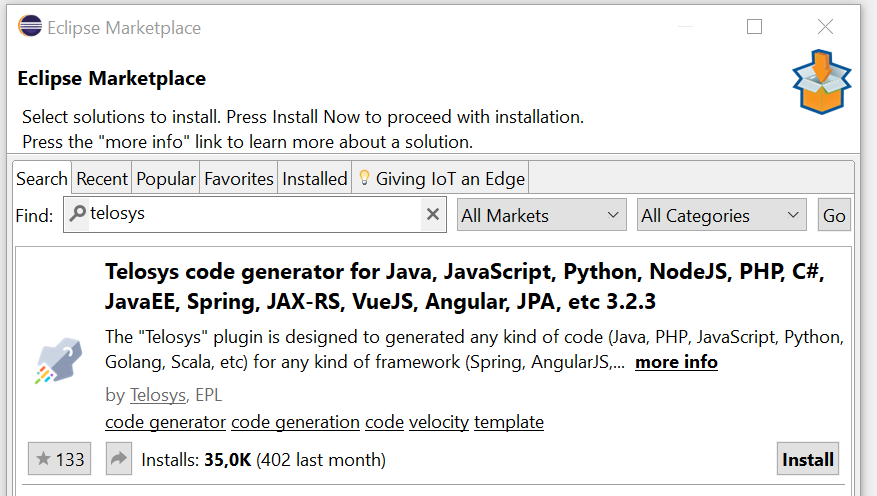 Eclipse Marketplace
Eclipse Marketplace
Select solutions to install. Press Install Now to proceed with installation.
Press the "more info" link to learn more about a solution.
Search Recent Popular Favorites Installed Giving IoT an Edge
Find: telosys All Markets All Categories Go
Telosys code generator for Java, JavaScript, Python, NodeJS, PHP, C#,
JavaEE, Spring, JAX-RS, VueJS, Angular, JPA, etc 3.2.3
The "Telosys" plugin is designed to generated any kind of code (Java, PHP, JavaScript, Python,
Golang, Scala, etc) for any kind of framework (Spring, AngularJS,... more info
by Telosys, EPL
code generator code generation code velocity template
133 Installs: 35,0K (402 last month) Install